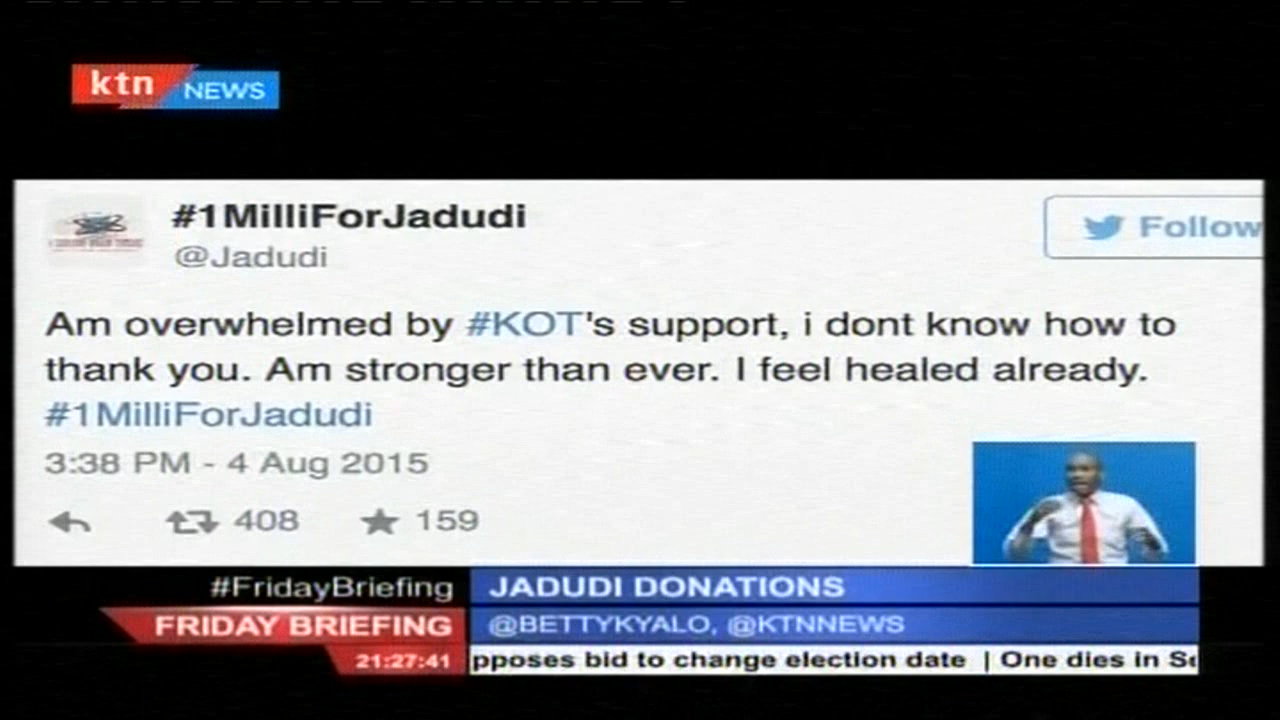 ktn NEWS
#1MilliForJadudi
@Jadudi
Follow
Am overwhelmed by #KOT's support, i dont know how to
thank you. Am stronger than ever. I feel healed already.
#1MilliForJadudi
3:38 PM - 4 Aug 2015
408 159
#FridayBriefing
JADUDI DONATIONS
FRIDAY BRIEFING
@BETTYKYALO, @KTNNEWS
21:27:41
pposes bid to change election date | One dies in